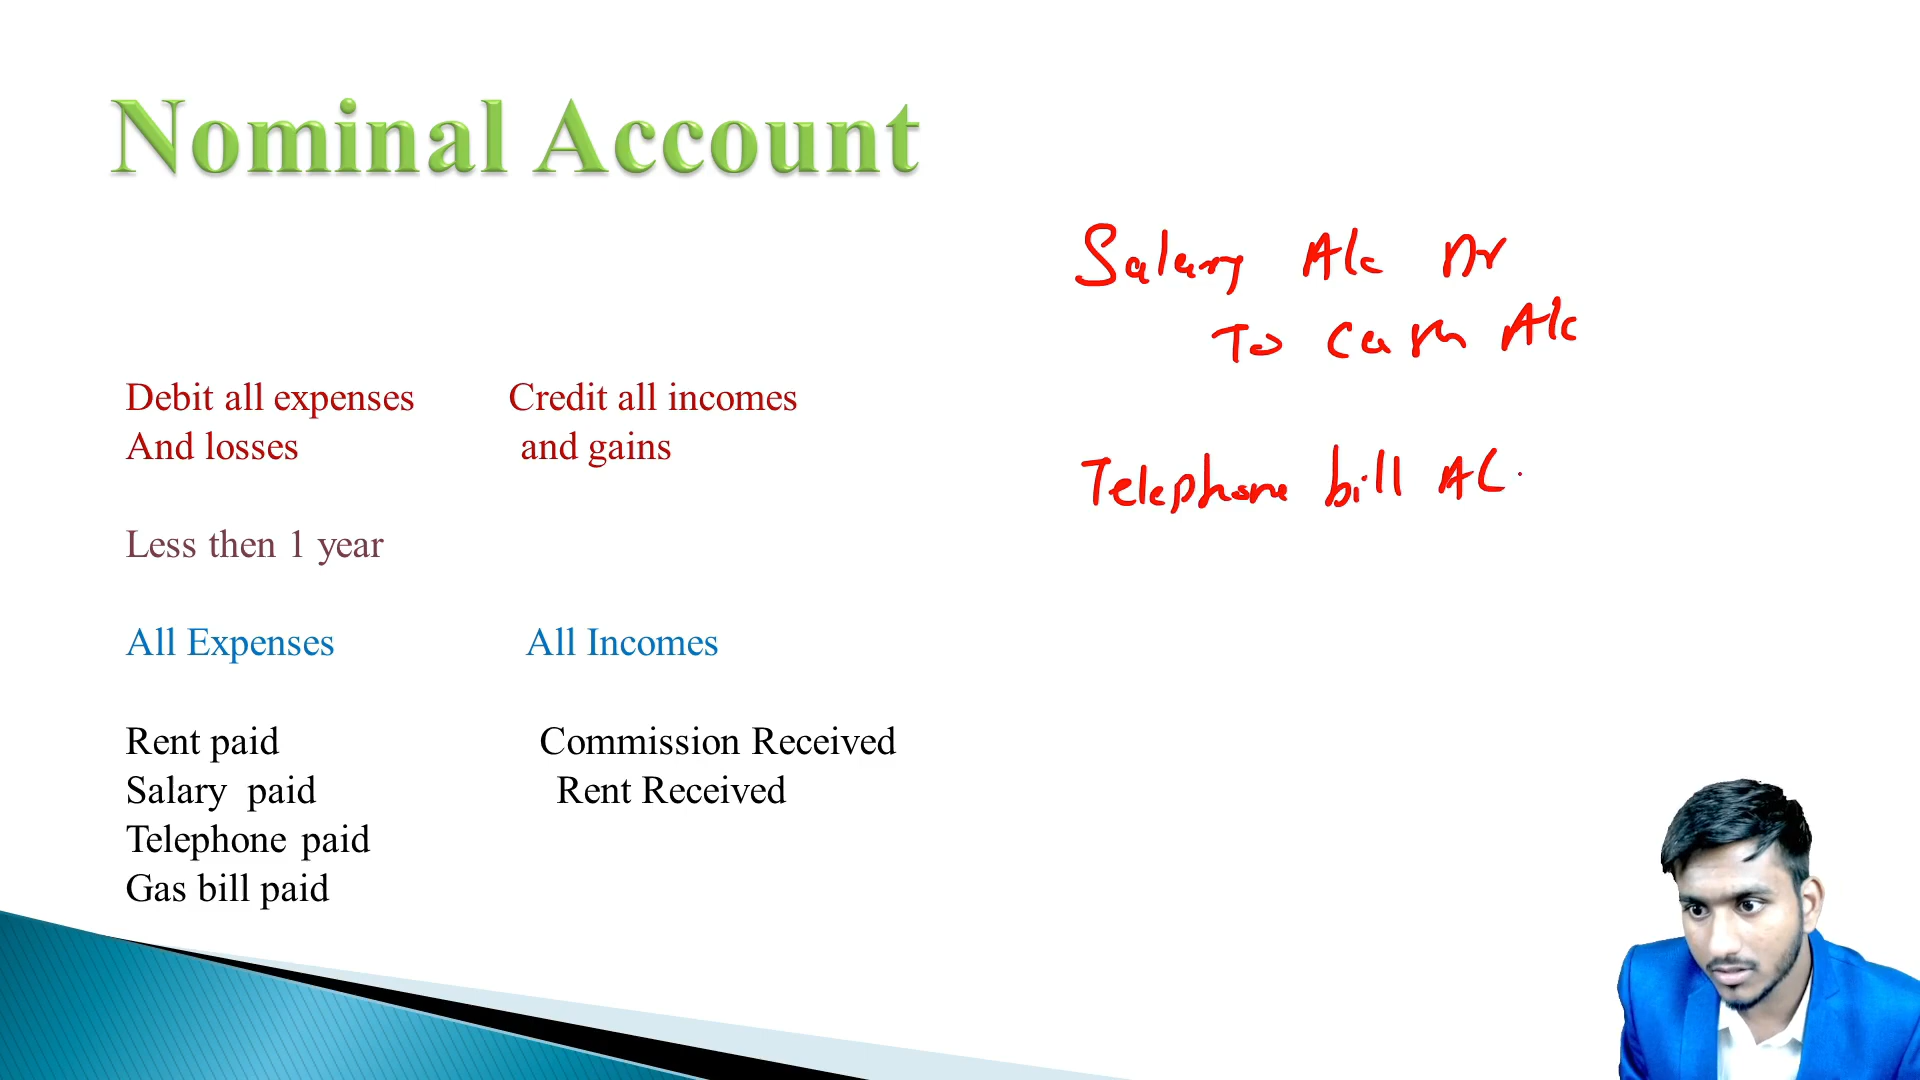 Nominal Account
Salary A/c Dr
To Cash A/c
Debit all expenses Credit all incomes
And losses and gains
Telephone bill AC
Less then 1 year
All Expenses All Incomes
Rent paid Commission Received
Salary paid Rent Received
Telephone paid
Gas bill paid